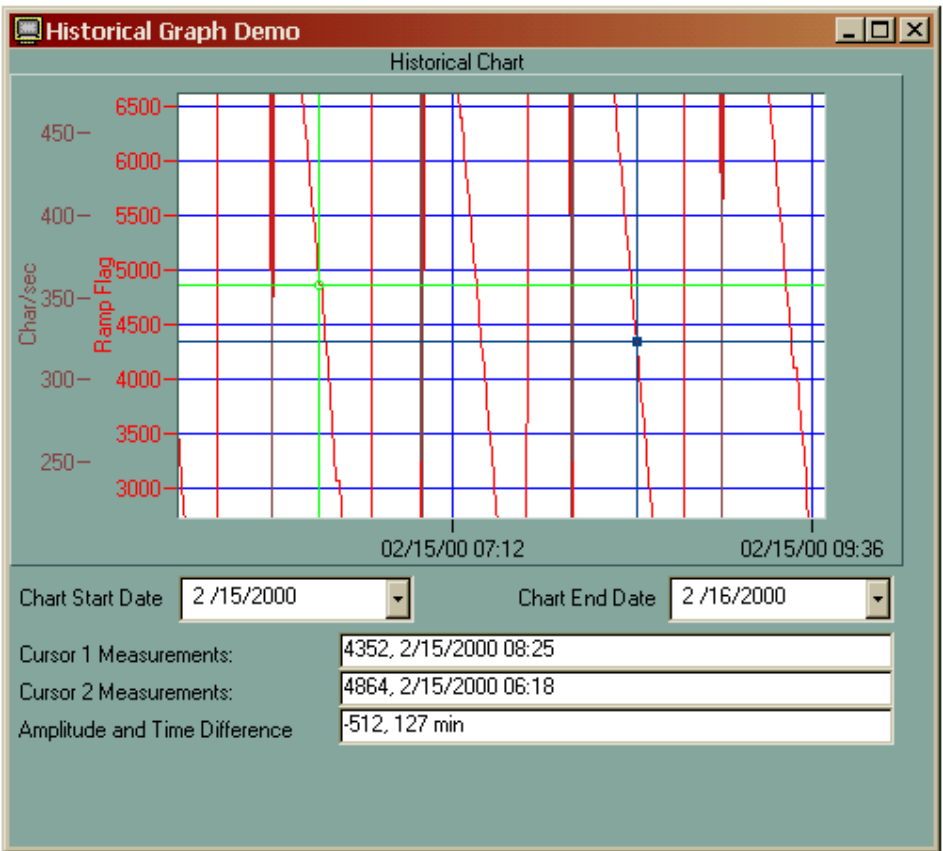 Historical Graph Demo
Historical Chart
Char/sec
450
400
350
300
250
Ramp Flag
6500
6000
5500
5000
4500
4000
3500
3000
02/15/00 07:12
02/15/00 09:36
Chart Start Date 2 /15/2000
Chart End Date 2 /16/2000
Cursor 1 Measurements: 4352, 2/15/2000 08:25
Cursor 2 Measurements: 4864, 2/15/2000 06:18
Amplitude and Time Difference -512, 127 min